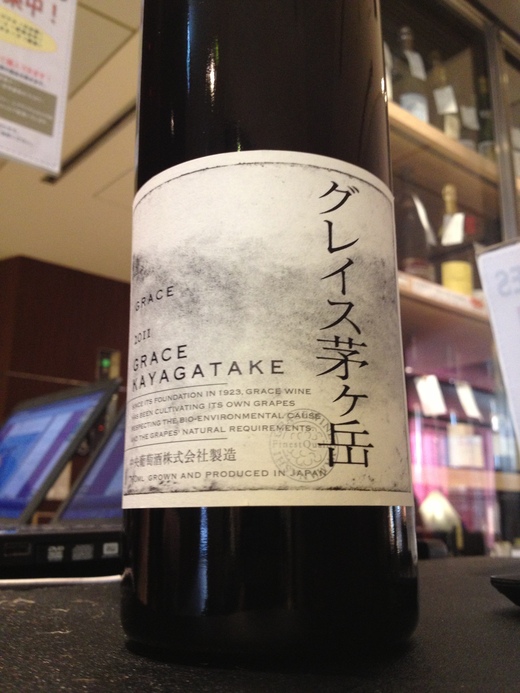 グレイス茅ヶ岳
GRACE
2011
GRACE
KAYAGATAKE
SINCE ITS FOUNDATION IN 1923, GRACE WINE
HAS BEEN CULTIVATING ITS OWN GRAPES
RESPECTING THE BIO-ENVIRONMENTAL CAUSE
AND THE GRAPES' NATURAL REQUIREMENTS
中央葡萄酒株式会社製造
GROWN AND PRODUCED IN JAPAN
中!